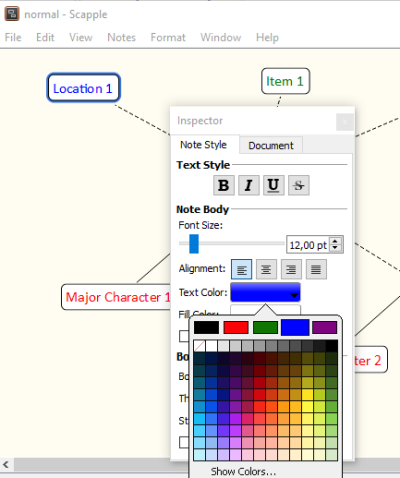 normal - Scapple
File Edit View Notes Format Window Help
Location 1
Item 1
Inspector
Note Style Document
Text Style
B I U S
Note Body
Font Size:
12,00 pt
Alignment:
Text Color:
Major Character 1
Fill Color:
ter 2
Bo
Bo
Th
St
Show Colors...